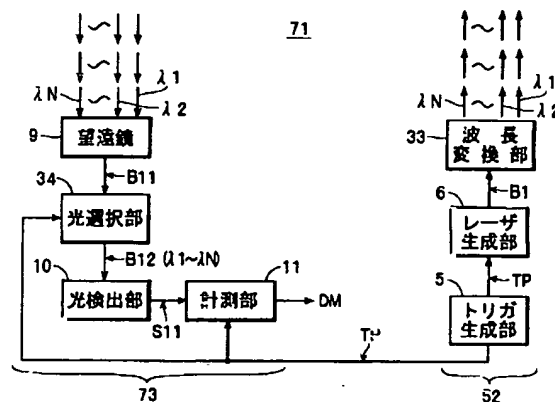 71
λN
λ2
λ1
9
望遠鏡
B11
34
光選択部
B12 (λ1~λN)
10
光検出部
S11
11
計測部
DM
73
λN
λ2
λ1
33
波長
変換部
B1
6
レーザ
生成部
TP
5
トリガ
生成部
TP
52